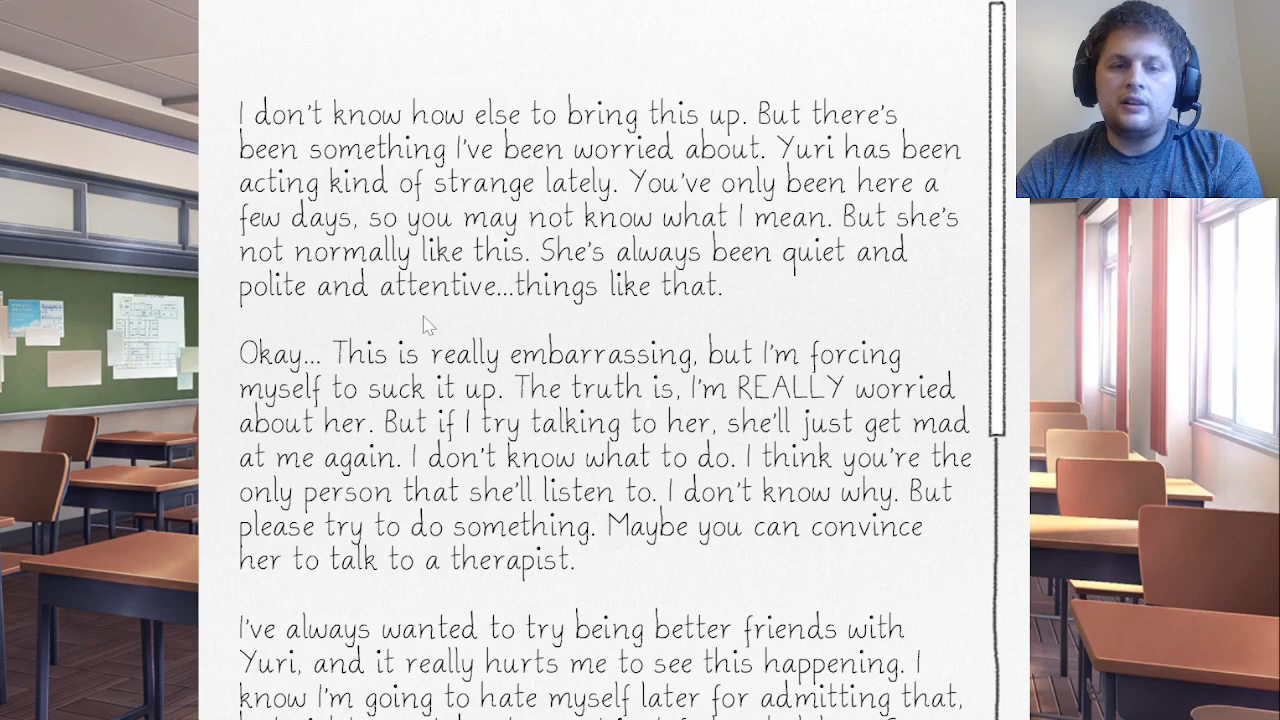 I don't know how else to bring this up. But there's
been something I've been worried about. Yuri has been
acting kind of strange lately. You've only been here a
few days, so you may not know what I mean. But she's
not normally like this. She's always been quiet and
polite and attentive...things like that.
Okay... This is really embarrassing, but I'm forcing
myself to suck it up. The truth is, I'm REALLY worried
about her. But if I try talking to her, she'll just get mad
at me again. I don't know what to do. I think you're the
only person that she'll listen to. I don't know why. But
please try to do something. Maybe you can convince
her to talk to a therapist.
I've always wanted to try being better friends with
Yuri, and it really hurts me to see this happening. I
know I'm going to hate myself later for admitting that,